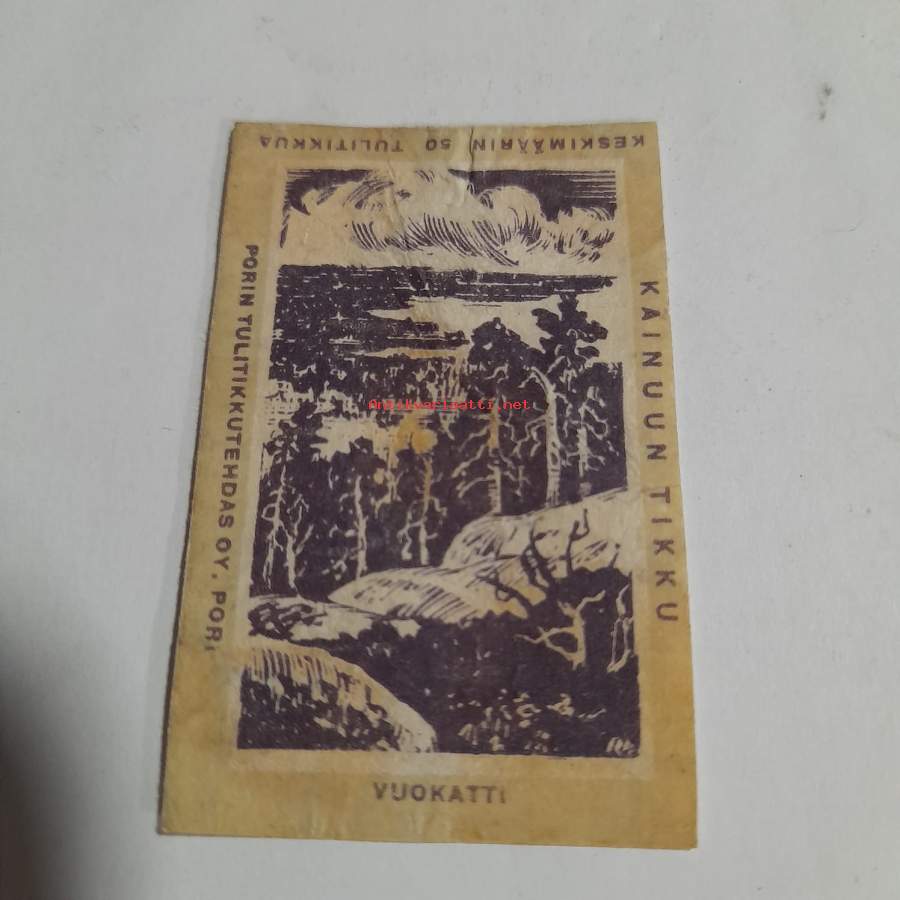 KESKIMÄÄRIN 50 TULITIKKUA
KAINUUN TIKKU
PORIN TULITIKKUTEHDAS OY, PORI
Antikvariaatti.net
VUOKATTI